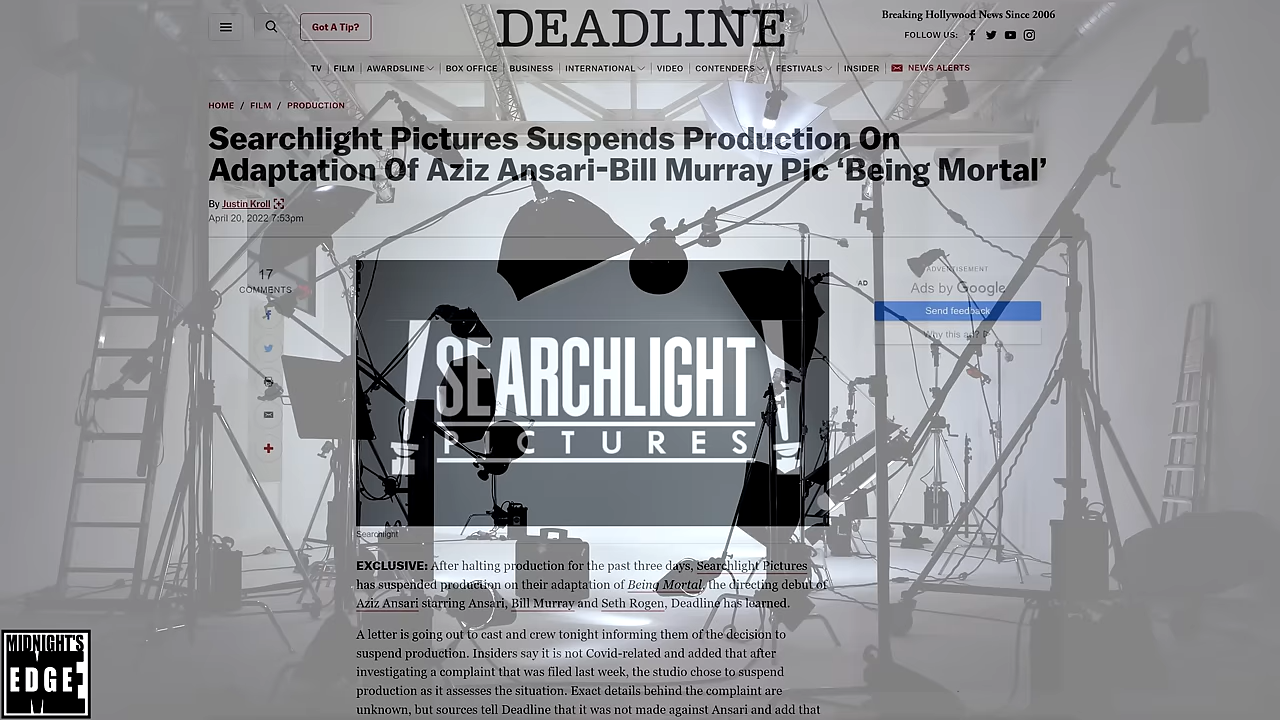 DEADLINE
Got A Tip?
Breaking Hollywood News Since 2006
FOLLOW US:
TV | FILM | AWARDSLINE | BOX OFFICE | BUSINESS | INTERNATIONAL | VIDEO | CONTENDERS | FESTIVALS | INSIDER NEWS ALERTS
HOME / FILM / PRODUCTION
Searchlight Pictures Suspends Production On
Adaptation Of Aziz Ansari-Bill Murray Pic ‘Being Mortal’
By Justin Kroll
April 20, 2022 7:53pm
17
COMMENTS
AD
ADVERTISEMENT
Ads by Google
Send feedback
Why this ad?
SEARCHLIGHT
PICTURES
Searchlight
EXCLUSIVE: After halting production for the past three days, Searchlight Pictures
has suspended production on their adaptation of Being Mortal, the directing debut of
Aziz Ansari starring Ansari, Bill Murray and Seth Rogen, Deadline has learned.
A letter is going out to cast and crew tonight informing them of the decision to
suspend production. Insiders say it is not Covid-related and added that after
investigating a complaint that was filed last week, the studio chose to suspend
production as it assesses the situation. Exact details behind the complaint are
unknown, but sources tell Deadline that it was not made against Ansari and add that
MIDNIGHT'S
EDGE
ME